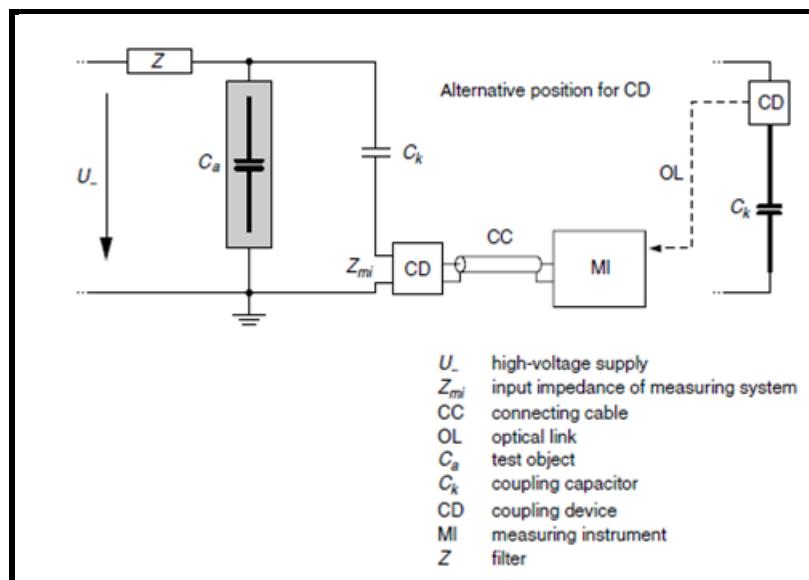 Z
Alternative position for CD
CD
C_a
C_k
OL
U_~
C_k
CC
Z_mi
CD
MI
U_~ high-voltage supply
Z_mi input impedance of measuring system
CC connecting cable
OL optical link
C_a test object
C_k coupling capacitor
CD coupling device
MI measuring instrument
Z filter